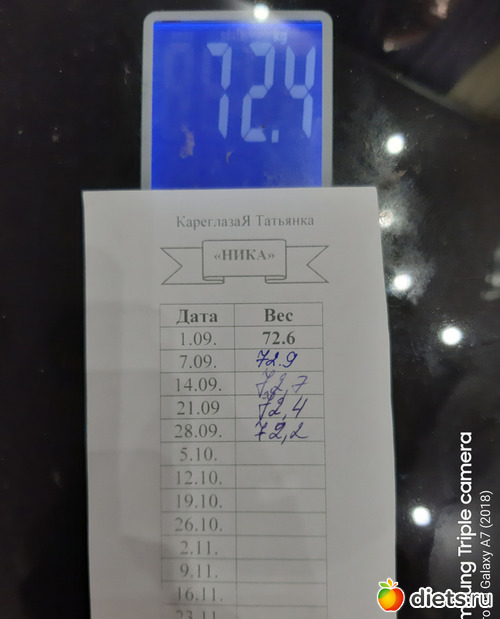 72.4
КареглазаЯ Татьянка
«НИКА»
Дата Вес
1.09. 72.6
7.09. 72.9
14.09. 72,7
21.09 72,4
28.09. 72,2
5.10.
12.10.
19.10.
26.10.
2.11.
9.11.
16.11.
23.11
Triple camera
Galaxy A7 (2018)
diets.ru